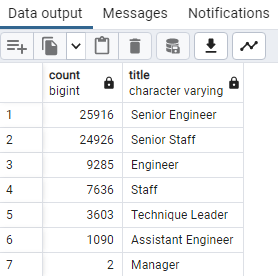 Data output Messages Notifications
count title
bigint character varying
1 25916 Senior Engineer
2 24926 Senior Staff
3 9285 Engineer
4 7636 Staff
5 3603 Technique Leader
6 1090 Assistant Engineer
7 2 Manager